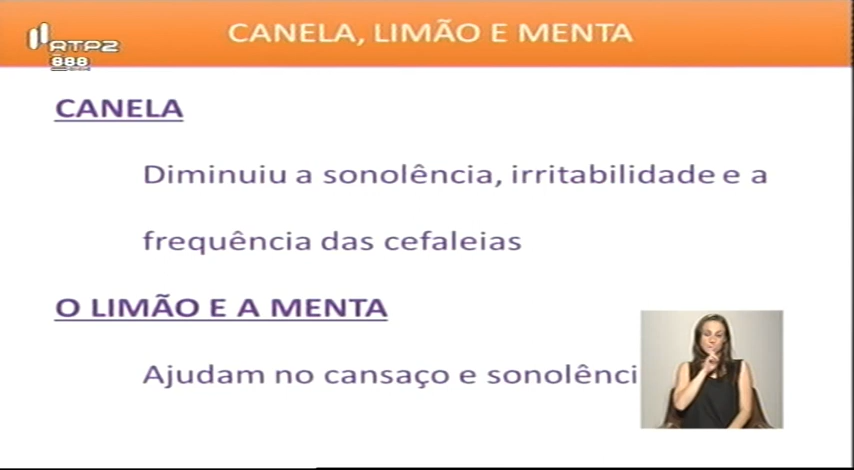 CANELA, LIMÃO E MENTA
RTP2
888
CANELA
Diminuiu a sonolência, irritabilidade e a
frequência das cefaleias
O LIMÃO E A MENTA
Ajudam no cansaço e sonolênci